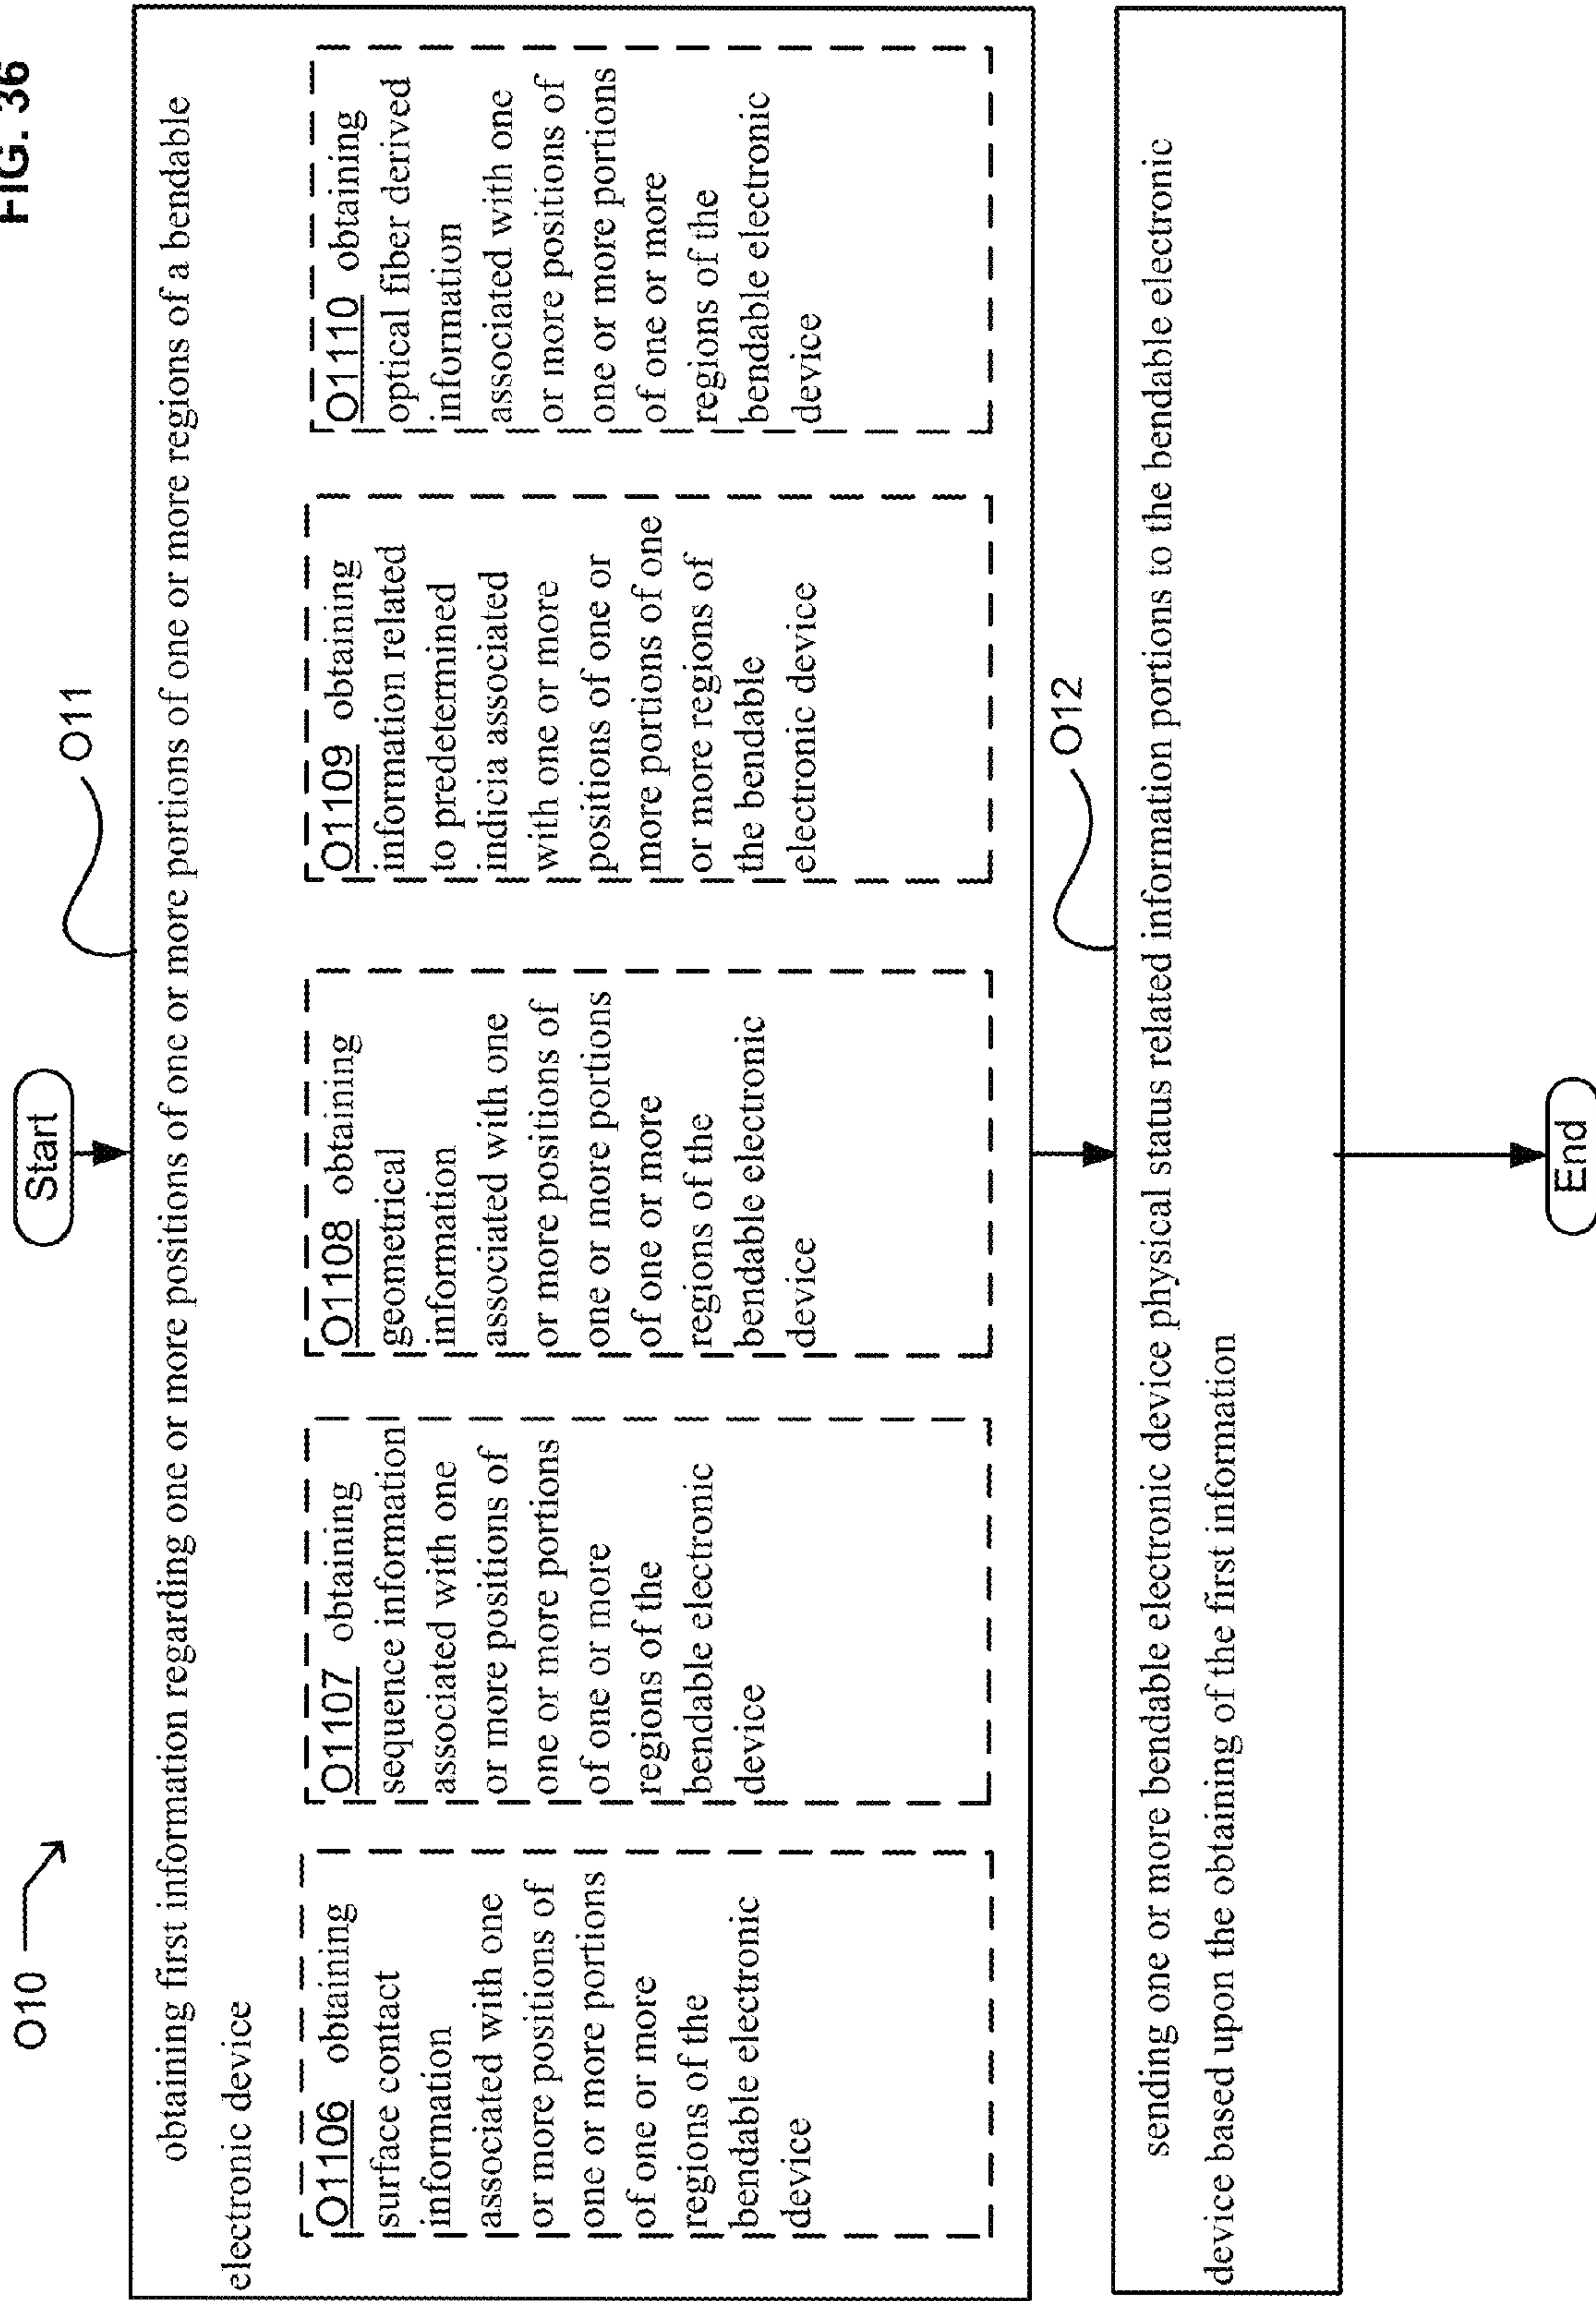 FIG. 36
O10
Start
O11
obtaining first information regarding one or more positions of one or more portions of one or more regions of a bendable
electronic device
O1106 obtaining
surface contact
information
associated with one
or more positions of
one or more portions
of one or more
regions of the
bendable electronic
device
O1107 obtaining
sequence information
associated with one
or more positions of
one or more portions
of one or more
regions of the
bendable electronic
device
O1108 obtaining
geometrical
information
associated with one
or more positions of
one or more portions
of one or more
regions of the
bendable electronic
device
O1109 obtaining
information related
to predetermined
indicia associated
with one or more
positions of one or
more portions of one
or more regions of
the bendable
electronic device
O1110 obtaining
optical fiber derived
information
associated with one
or more positions of
one or more portions
of one or more
regions of the
bendable electronic
device
O12
sending one or more bendable electronic device physical status related information portions to the bendable electronic
device based upon the obtaining of the first information
End